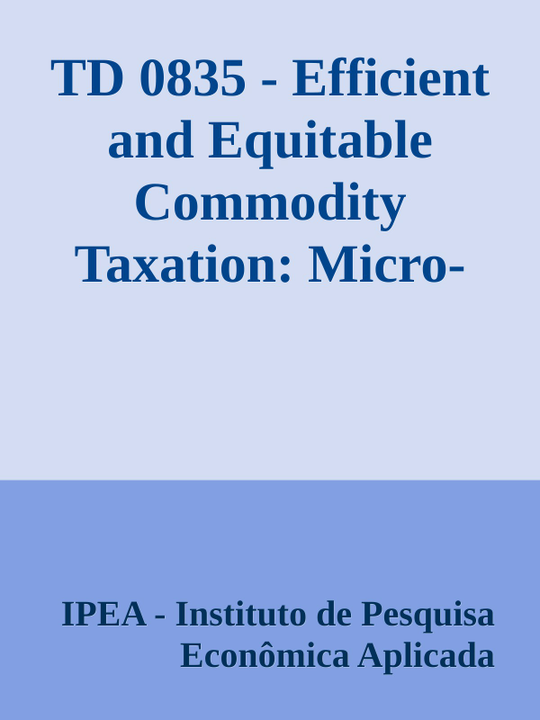 TD 0835 - Efficient
and Equitable
Commodity
Taxation: Micro-
IPEA - Instituto de Pesquisa
Econômica Aplicada